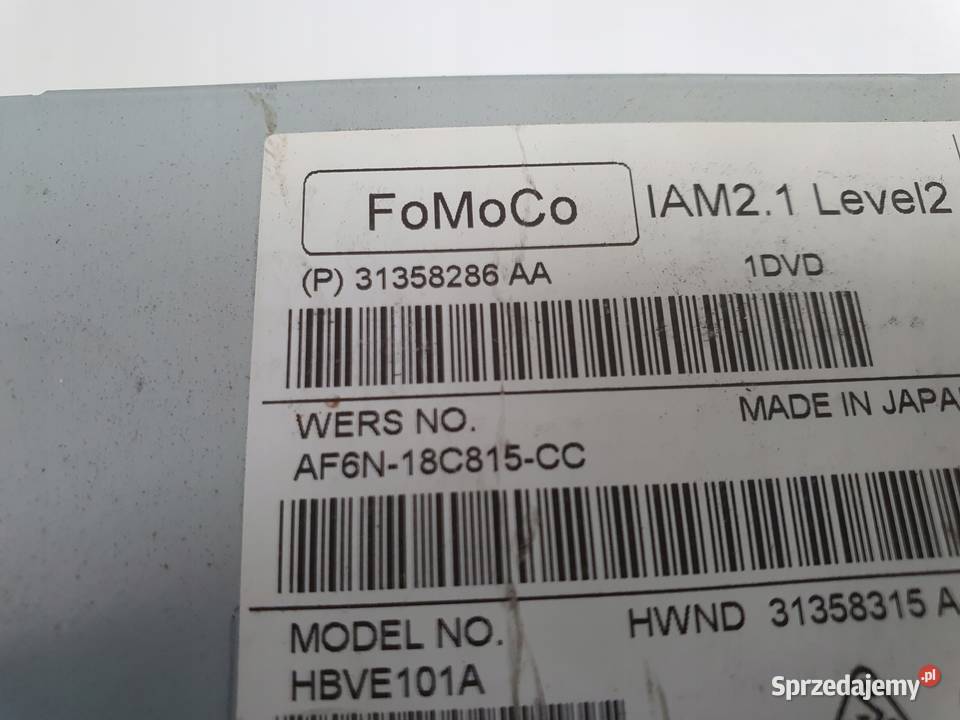 FoMoCo IAM2.1 Level2
(P) 31358286 AA 1DVD
WERS NO. MADE IN JAPA
AF6N-18C815-CC
MODEL NO. HWND 31358315 A
HBVE101A
Sprzedajemy.pl